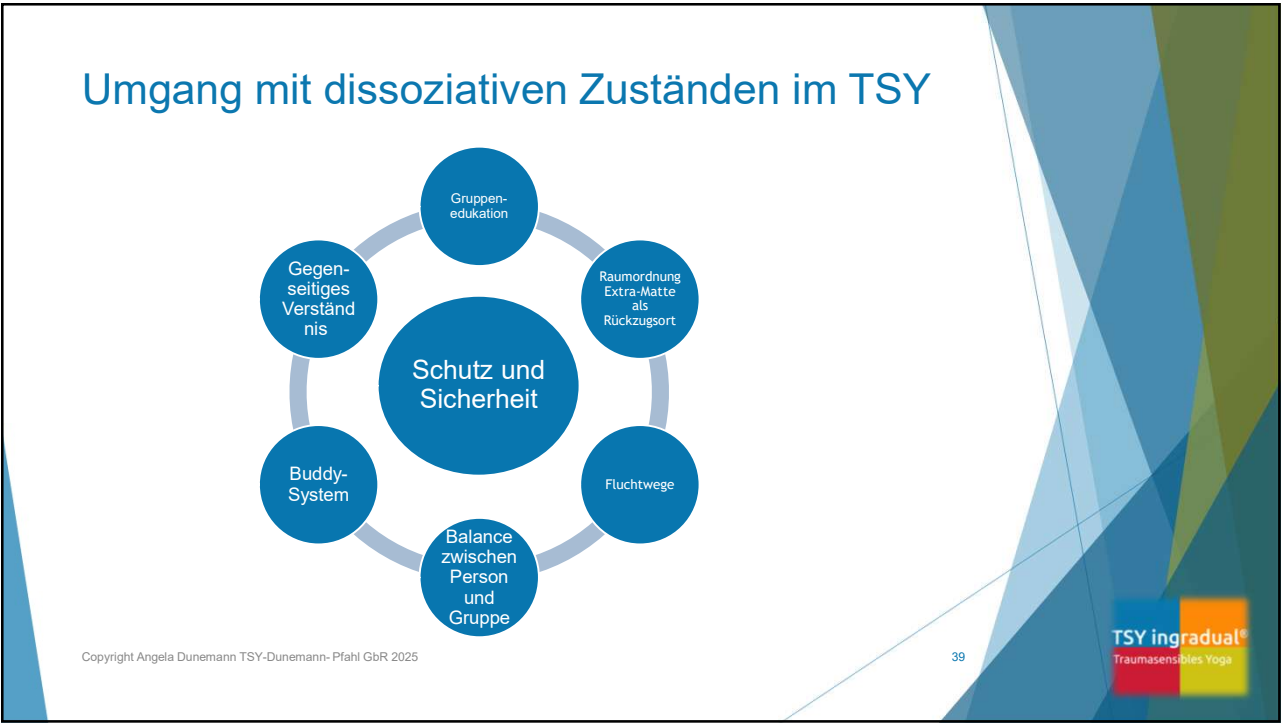 Umgang mit dissoziativen Zuständen im TSY
Gruppen-
edukation
Raumordnung
Extra-Matte
als
Rückzugsort
Fluchtwege
Balance
zwischen
Person
und
Gruppe
Buddy-
System
Gegen-
seitiges
Verständ
nis
Schutz und
Sicherheit
Copyright Angela Dunemann TSY-Dunemann- Pfahl GbR 2025
39
TSY ingradual®
Traumasensibles Yoga